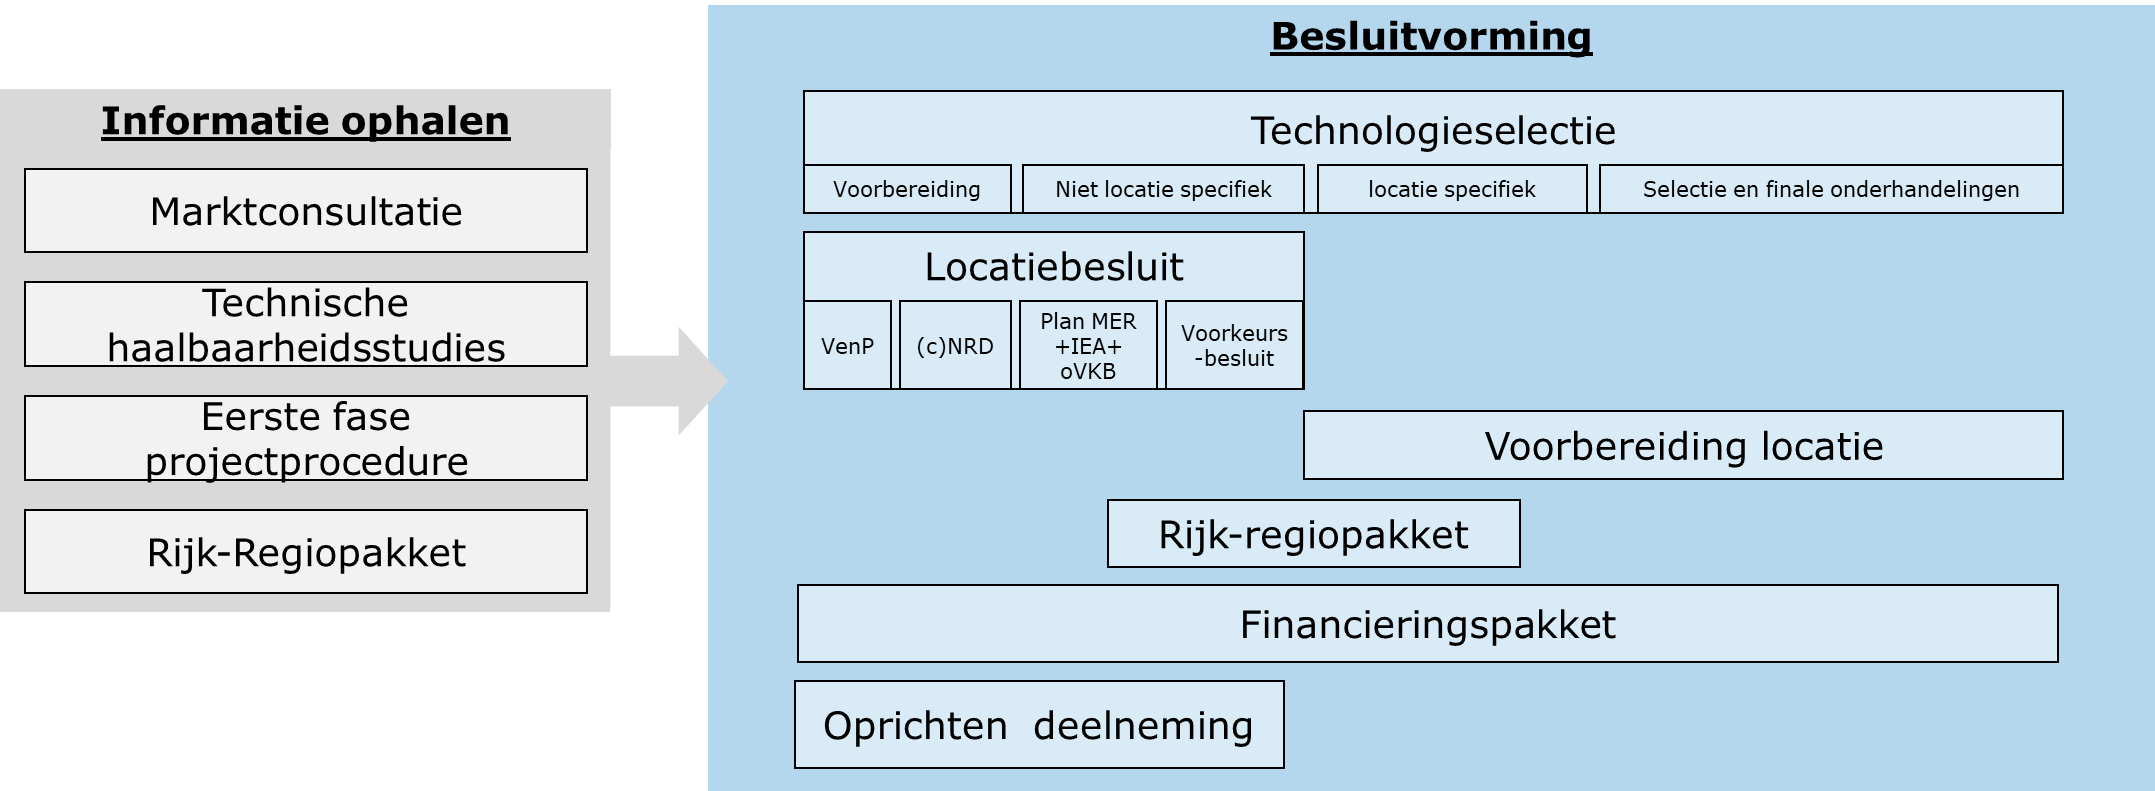 Informatie ophalen
Marktconsultatie
Technische
haalbaarheidsstudies
Eerste fase
projectprocedure
Rijk-Regiopakket
Besluitvorming
Technologieselectie
Voorbereiding
Niet locatie specifiek
locatie specifiek
Selectie en finale onderhandelingen
Locatiebesluit
VenP
(c)NRD
Plan MER
+IEA+
oVKB
Voorkeurs
-besluit
Voorbereiding locatie
Rijk-regiopakket
Financieringspakket
Oprichten deelneming